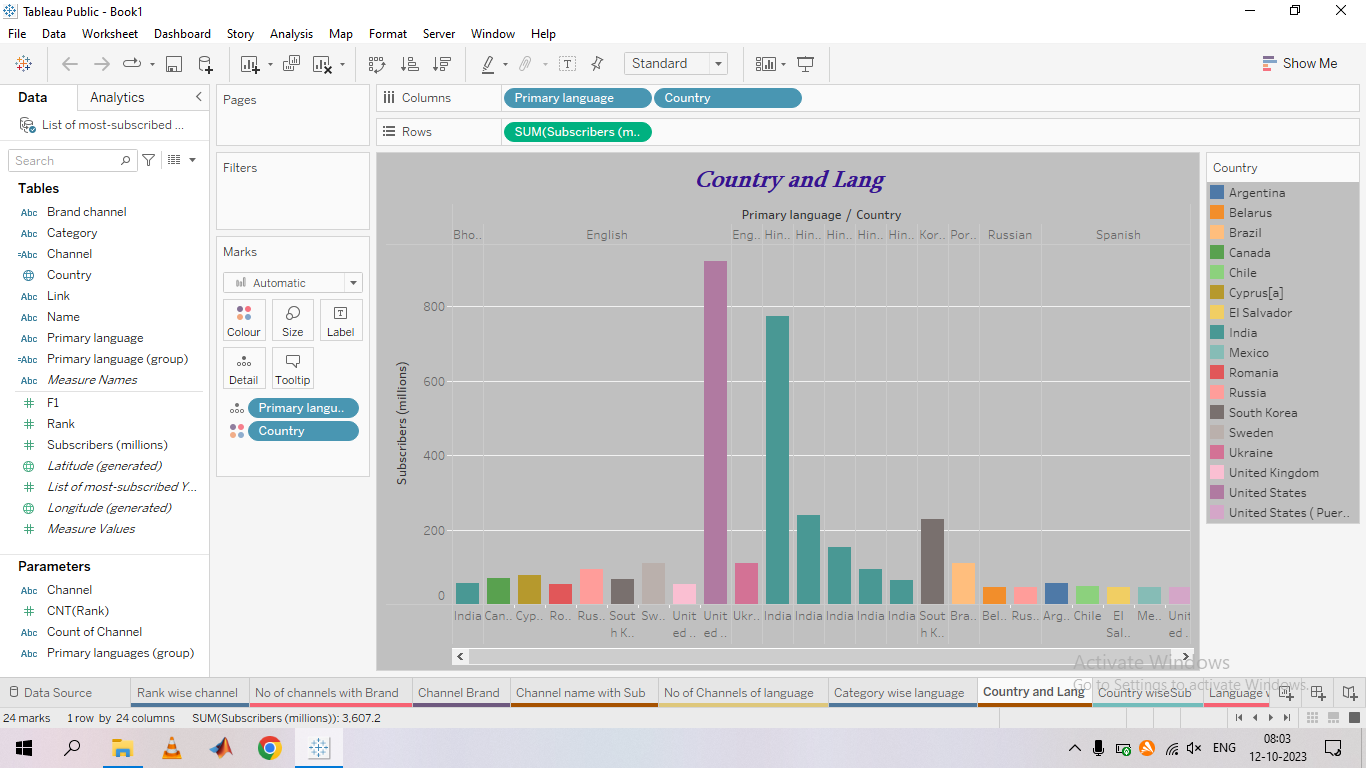 Tableau Public - Book1
File Data Worksheet Dashboard Story Analysis Map Format Server Window Help
Standard
Show Me
Data Analytics
List of most-subscribed ...
Search
Tables
Abc Brand channel
Abc Category
=Abc Channel
Country
Abc Link
Abc Name
Abc Primary language
=Abc Primary language (group)
Abc Measure Names
# F1
# Rank
# Subscribers (millions)
Latitude (generated)
# List of most-subscribed Y...
Longitude (generated)
# Measure Values
Parameters
Abc Channel
# CNT(Rank)
Abc Count of Channel
Abc Primary languages (group)
Pages
Filters
Marks
Automatic
Colour Size Label
Detail Tooltip
Primary langu..
Country
Columns Primary language Country
Rows SUM(Subscribers (m..
Country and Lang
Primary language / Country
Bho.. English Eng.. Hin.. Hin.. Hin.. Hin.. Hin.. Kor.. Por.. Russian Spanish
Subscribers (millions)
800
600
400
200
0
India Can.. Cyp.. Ro.. Rus.. Sout h K.. Sw.. Unit ed .. Unit ed .. Ukr.. India India India India India Sout h K.. Bra.. Bel.. Rus.. Arg.. Chile El Sal.. Me.. Uni ed ..
Country
Argentina
Belarus
Brazil
Canada
Chile
Cyprus[a]
El Salvador
India
Mexico
Romania
Russia
South Korea
Sweden
Ukraine
United Kingdom
United States
United States ( Puer..
Activate Windows
Go to Settings to activate Windows.
Data Source Rank wise channel No of channels with Brand Channel Brand Channel name with Sub No of Channels of language Category wise language Country and Lang Country wiseSub Language
24 marks 1 row by 24 columns SUM(Subscribers (millions)): 3,607.2
ENG
08:03
12-10-2023